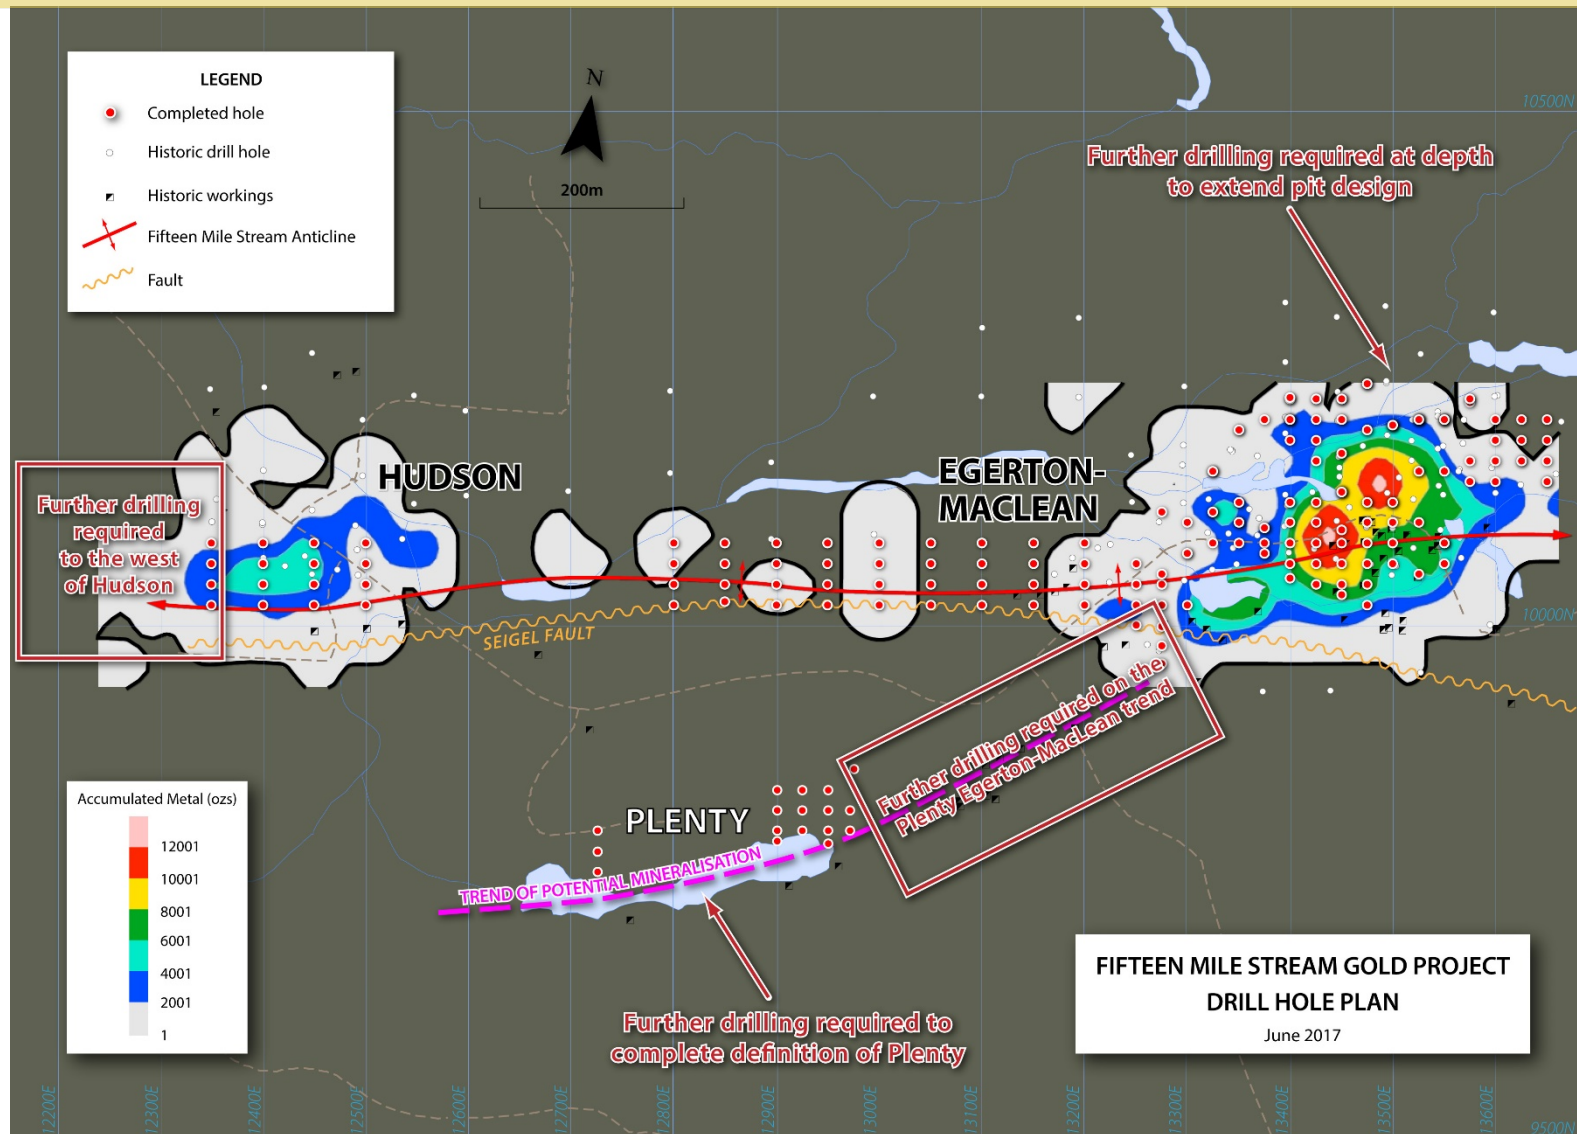 LEGEND
Completed hole
Historic drill hole
Historic workings
Fifteen Mile Stream Anticline
Fault
N
200m
10500N
Further drilling required at depth
to extend pit design
HUDSON
EGERTON-
MACLEAN
Further drilling
required
to the west
of Hudson
10000N
SEIGEL FAULT
Further drilling required on the
Plenty Egerton-MacLean trend
PLENTY
TREND OF POTENTIAL MINERALISATION
Accumulated Metal (ozs)
12001
10001
8001
6001
4001
2001
1
Further drilling required to
complete definition of Plenty
FIFTEEN MILE STREAM GOLD PROJECT
DRILL HOLE PLAN
June 2017
12200E
12300E
12400E
12500E
12600E
12700E
12800E
12900E
13000E
13100E
13200E
13300E
13400E
13500E
13600E
9500N